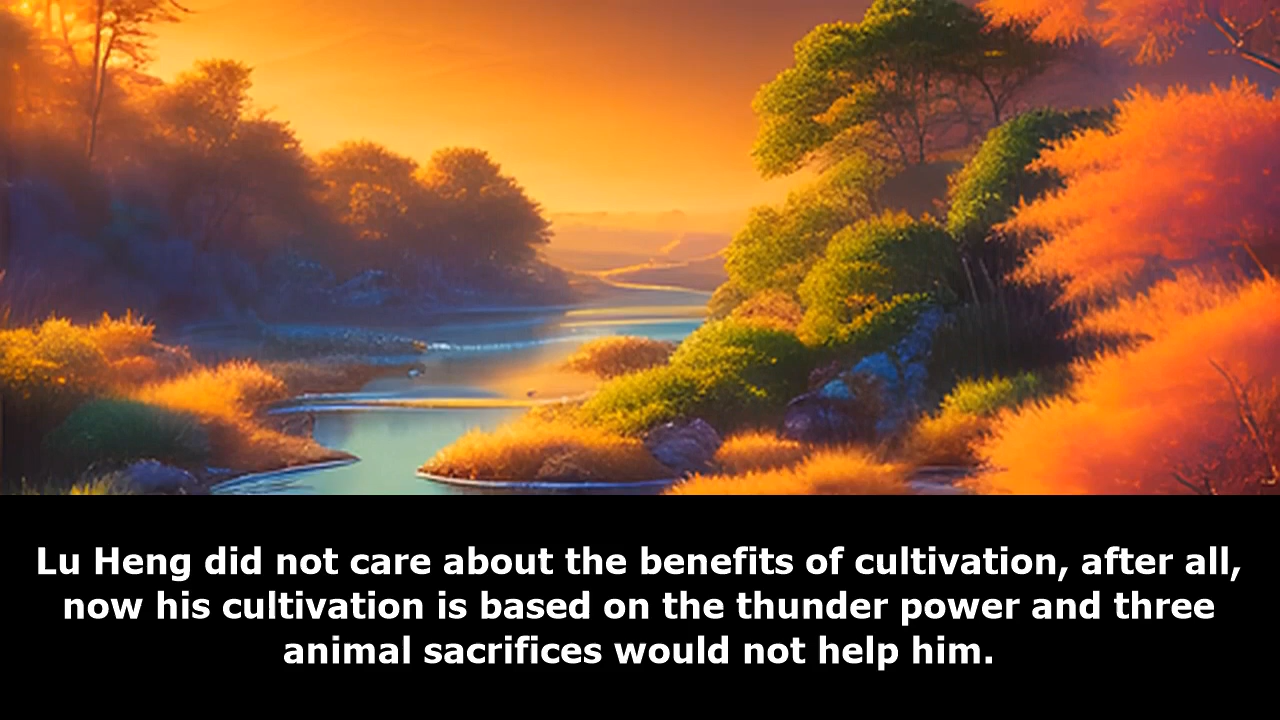 Lu Heng did not care about the benefits of cultivation, after all,
now his cultivation is based on the thunder power and three
animal sacrifices would not help him.